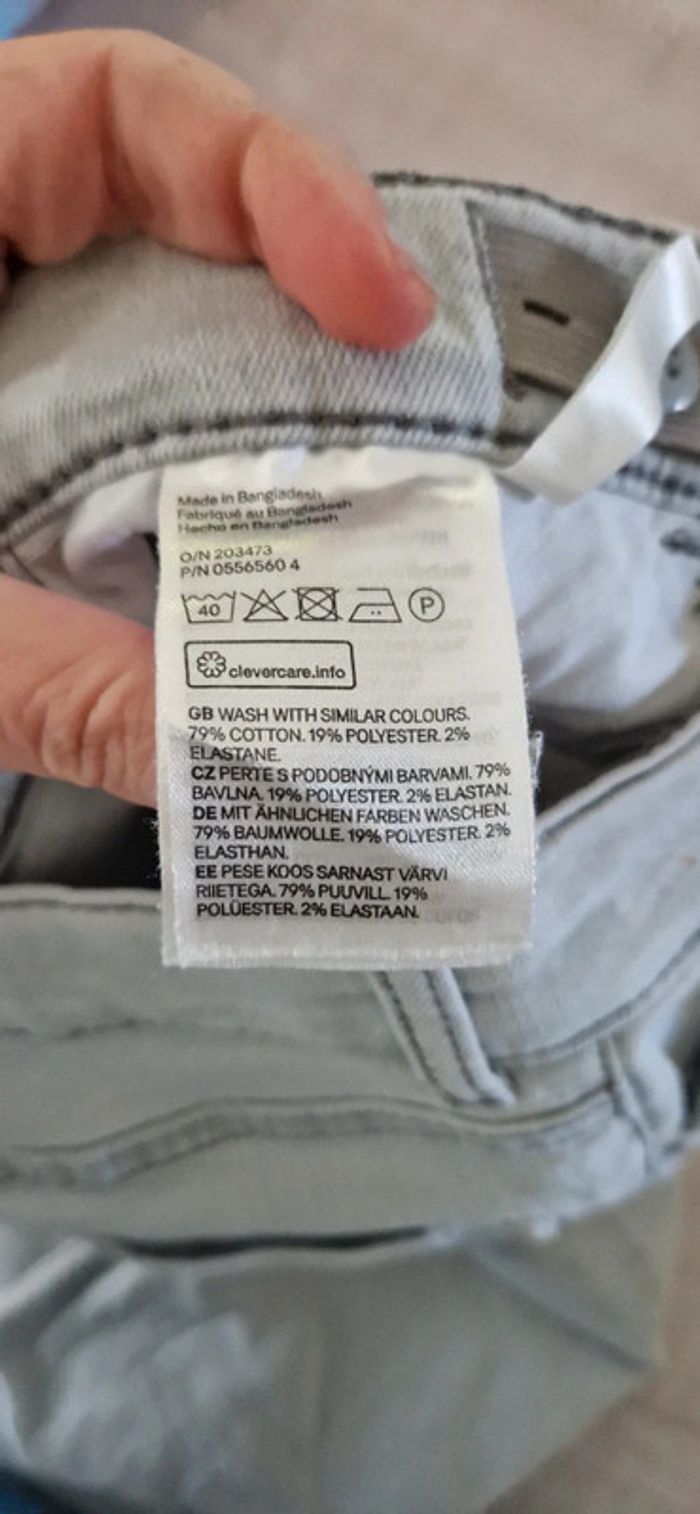 Made in Bangladesh
Fabriqué au Bangladesh
Hecho en Bangladesh
O/N 203473
P/N 0556560 4
40 P
clevercare.info
GB WASH WITH SIMILAR COLOURS.
79% COTTON. 19% POLYESTER. 2%
ELASTANE.
CZ PERTE S PODOBNÝMI BARVAMI. 79%
BAVLNA. 19% POLYESTER. 2% ELASTAN.
DE MIT ÄHNLICHEN FARBEN WASCHEN.
79% BAUMWOLLE. 19% POLYESTER. 2%
ELASTHAN.
EE PESE KOOS SARNAST VÄRVI
RIIETEGA. 79% PUUVILL. 19%
POLÜESTER. 2% ELASTAAN.